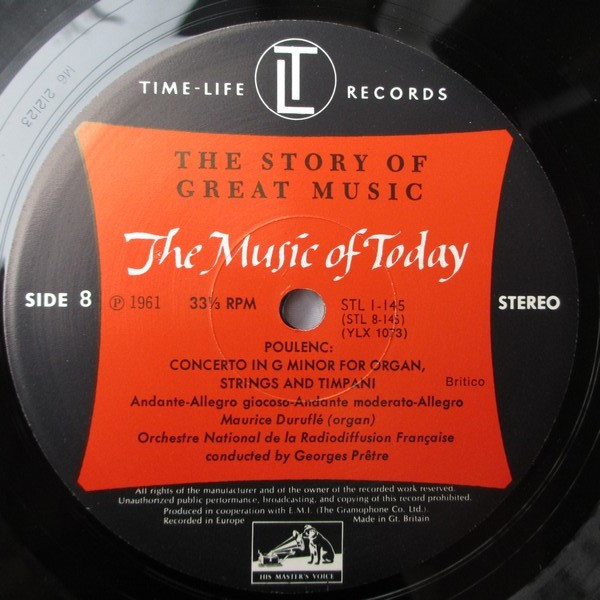 TIME-LIFE TL RECORDS
M6 2/2/23
THE STORY OF
GREAT MUSIC
The Music of Today
SIDE 8 Ⓟ 1961 33⅓ RPM STL 1-145 STEREO
(STL 8-145)
(YLX 1073)
POULENC:
CONCERTO IN G MINOR FOR ORGAN,
STRINGS AND TIMPANI Britico
Andante-Allegro giocoso-Andante moderato-Allegro
Maurice Duruflé (organ)
Orchestre National de la Radiodiffusion Française
conducted by Georges Prêtre
All rights of the manufacturer and of the owner of the recorded work reserved.
Unauthorized public performance, broadcasting, and copying of this record prohibited.
Produced in cooperation with E.M.I. (The Gramophone Co. Ltd.)
Recorded in Europe Made in Gt. Britain
HIS MASTER'S VOICE